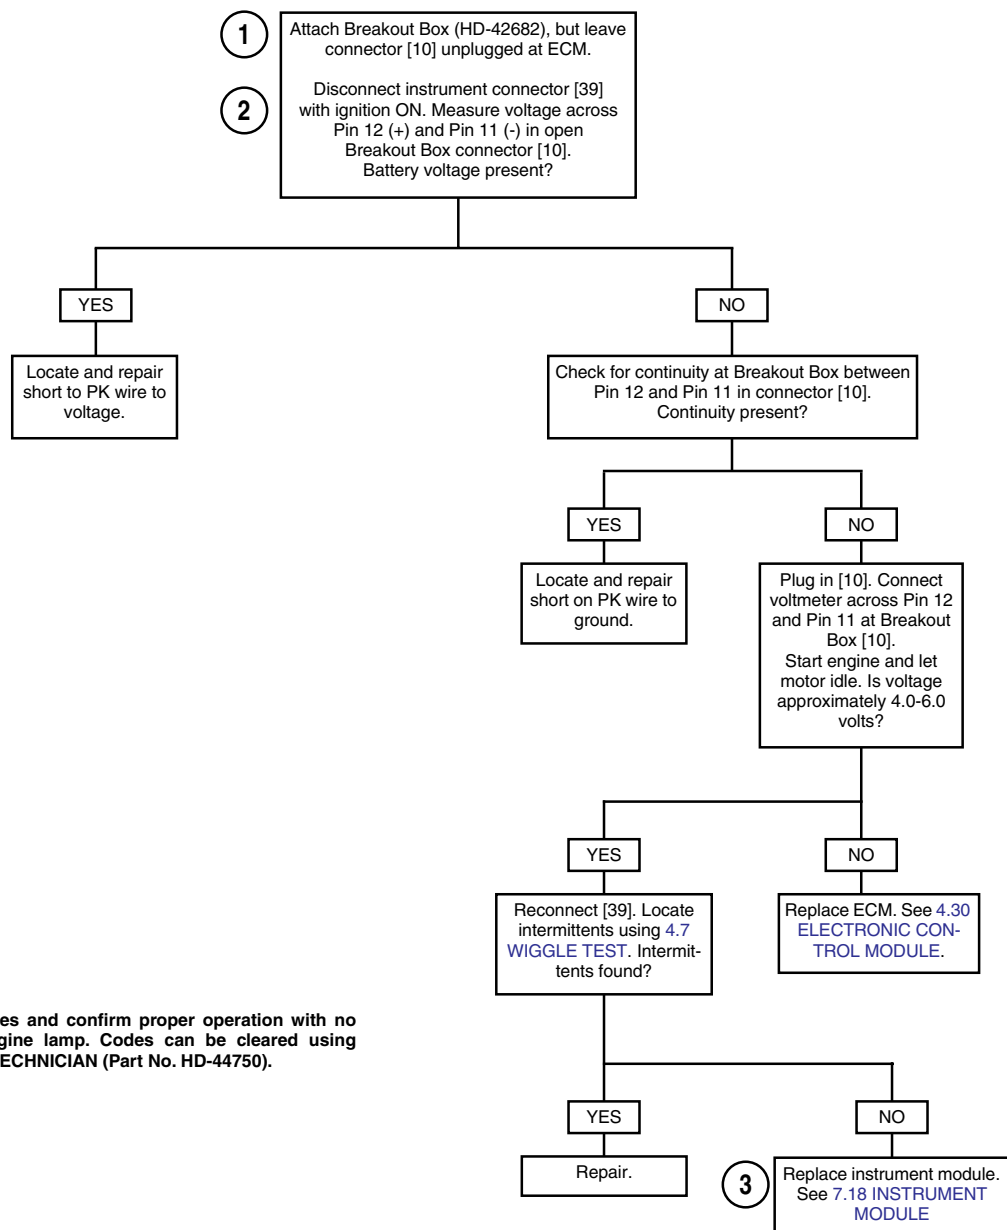 1
Attach Breakout Box (HD-42682), but leave
connector [10] unplugged at ECM.
2
Disconnect instrument connector [39]
with ignition ON. Measure voltage across
Pin 12 (+) and Pin 11 (-) in open
Breakout Box connector [10].
Battery voltage present?
YES
NO
Locate and repair
short to PK wire to
voltage.
Check for continuity at Breakout Box between
Pin 12 and Pin 11 in connector [10].
Continuity present?
YES
NO
Locate and repair
short on PK wire to
ground.
Plug in [10]. Connect
voltmeter across Pin 12
and Pin 11 at Breakout
Box [10].
Start engine and let
motor idle. Is voltage
approximately 4.0-6.0
volts?
YES
NO
Reconnect [39]. Locate
intermittents using 4.7
WIGGLE TEST. Intermit-
tents found?
Replace ECM. See 4.30
ELECTRONIC CON-
TROL MODULE.
es and confirm proper operation with no
gine lamp. Codes can be cleared using
ECHNICIAN (Part No. HD-44750).
YES
NO
Repair.
3
Replace instrument module.
See 7.18 INSTRUMENT
MODULE